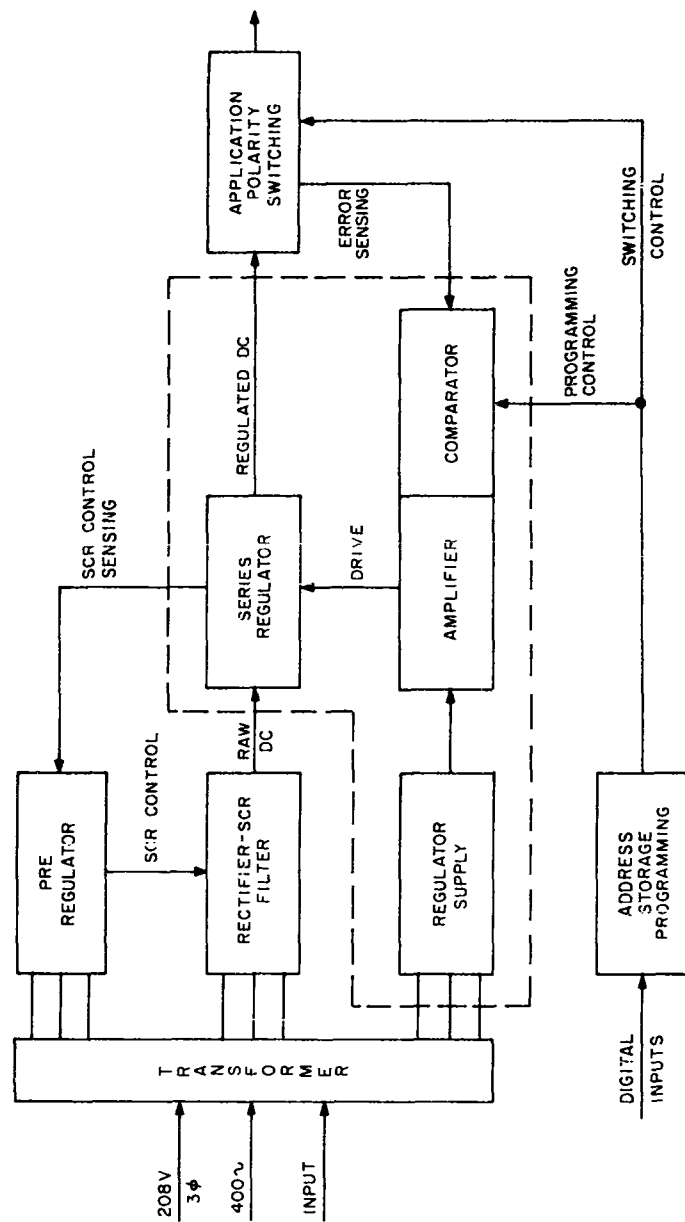 208V
3φ
400~
INPUT
TRANSFORMER
PRE
REGULATOR
SCR CONTROL
SCR CONTROL
SENSING
RECTIFIER-SCR
FILTER
RAW
DC
SERIES
REGULATOR
REGULATED DC
APPLICATION
POLARITY
SWITCHING
ERROR
SENSING
DRIVE
REGULATOR
SUPPLY
AMPLIFIER
COMPARATOR
PROGRAMMING
CONTROL
SWITCHING
CONTROL
DIGITAL
INPUTS
ADDRESS
STORAGE
PROGRAMMING